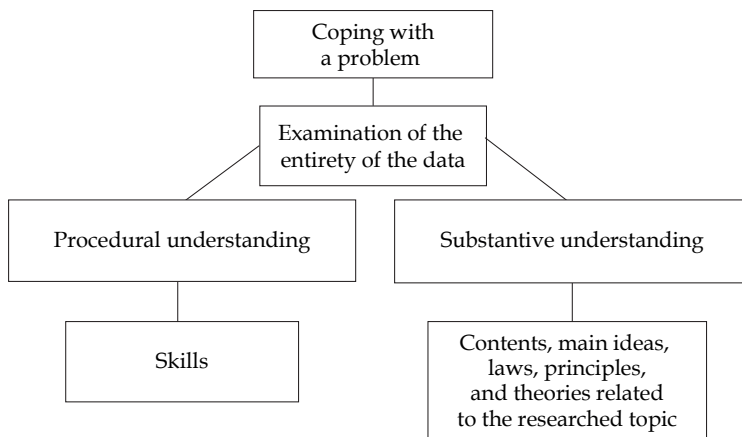 Coping with
a problem
Examination of the
entirety of the data
Procedural understanding
Substantive understanding
Skills
Contents, main ideas,
laws, principles,
and theories related
to the researched topic